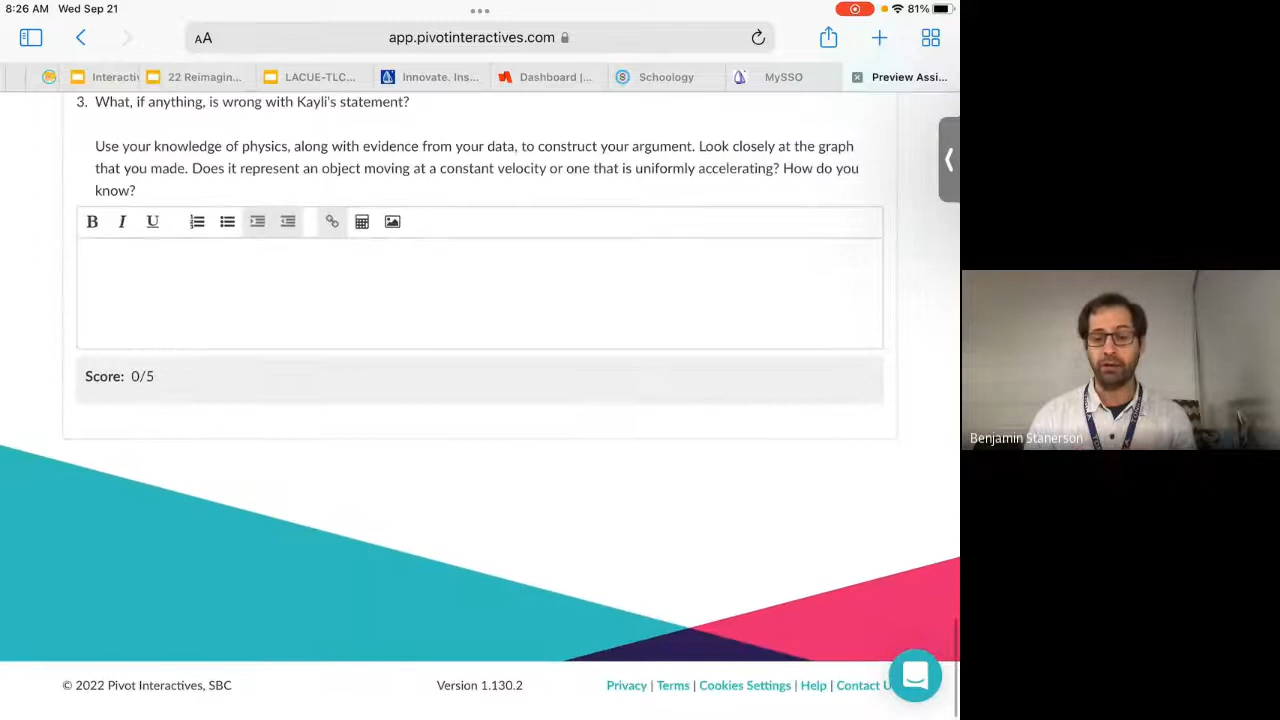 8:26 AM Wed Sep 21
81%
AA
app.pivotinteractives.com
Interacti
22 Reimagin...
LACUE-TLC...
Innovate. Ins...
Dashboard |...
Schoology
MySSO
Preview Assi...
3. What, if anything, is wrong with Kayli's statement?
Use your knowledge of physics, along with evidence from your data, to construct your argument. Look closely at the graph
that you made. Does it represent an object moving at a constant velocity or one that is uniformly accelerating? How do you
know?
B I U
Score: 0/5
Benjamin Stanerson
© 2022 Pivot Interactives, SBC
Version 1.130.2
Privacy | Terms | Cookies Settings | Help | Contact U